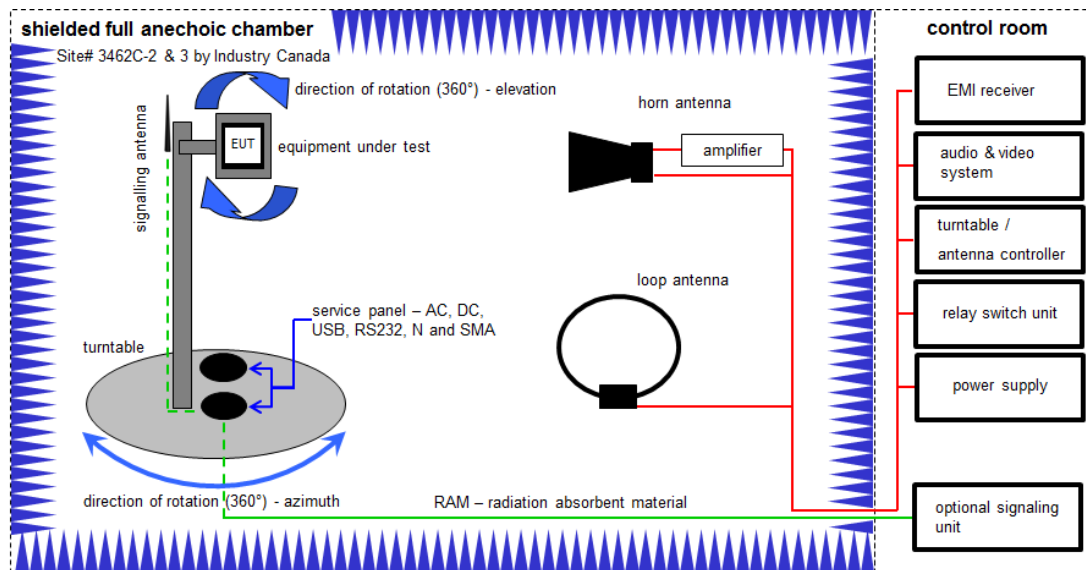 shielded full anechoic chamber
Site# 3462C-2 & 3 by Industry Canada
direction of rotation (360°) - elevation
signalling antenna
EUT
equipment under test
horn antenna
amplifier
loop antenna
service panel – AC, DC,
USB, RS232, N and SMA
turntable
direction of rotation (360°) - azimuth
RAM – radiation absorbent material
control room
EMI receiver
audio & video
system
turntable /
antenna controller
relay switch unit
power supply
optional signaling
unit